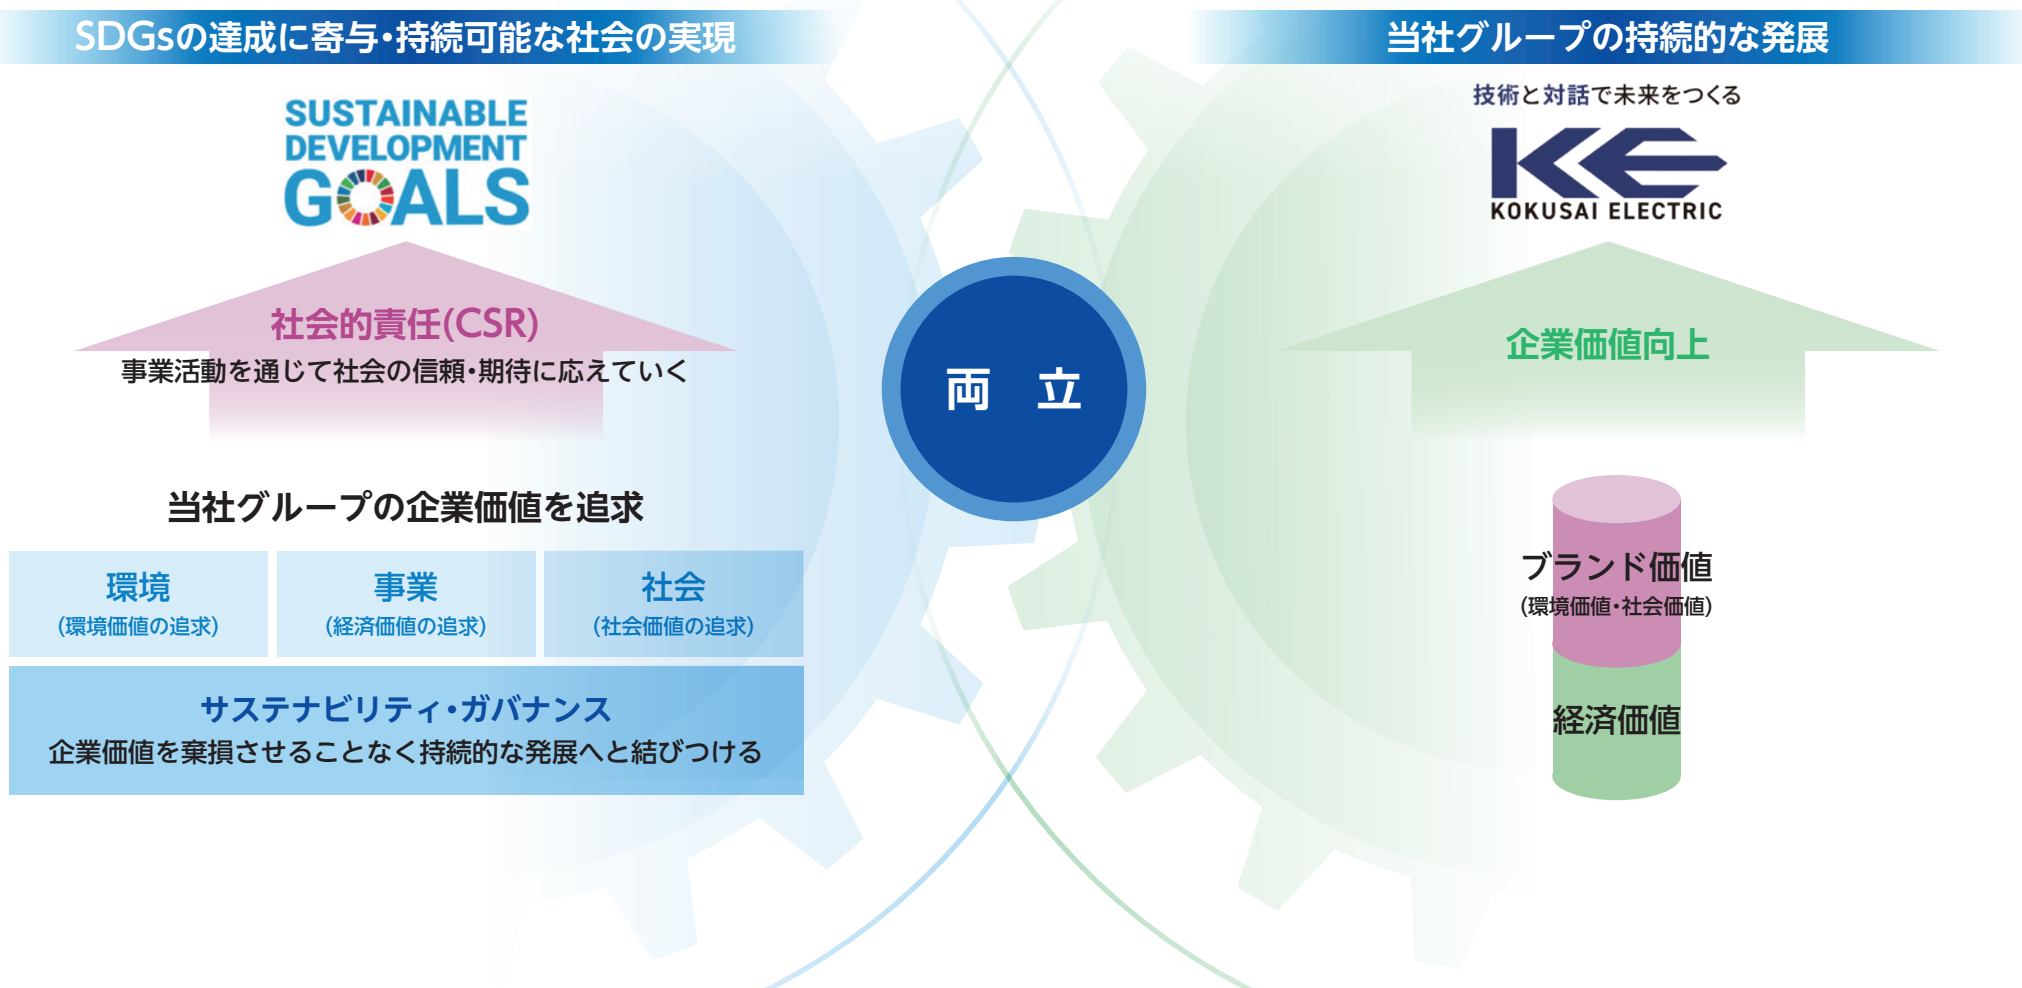 SDGsの達成に寄与・持続可能な社会の実現
SUSTAINABLE
DEVELOPMENT
GOALS
社会的責任(CSR)
事業活動を通じて社会の信頼・期待に応えていく
当社グループの企業価値を追求
環境
(環境価値の追求)
事業
(経済価値の追求)
社会
(社会価値の追求)
サステナビリティ・ガバナンス
企業価値を棄損させることなく持続的な発展へと結びつける
両 立
当社グループの持続的な発展
技術と対話で未来をつくる
KE
KOKUSAI ELECTRIC
企業価値向上
ブランド価値
(環境価値・社会価値)
経済価値